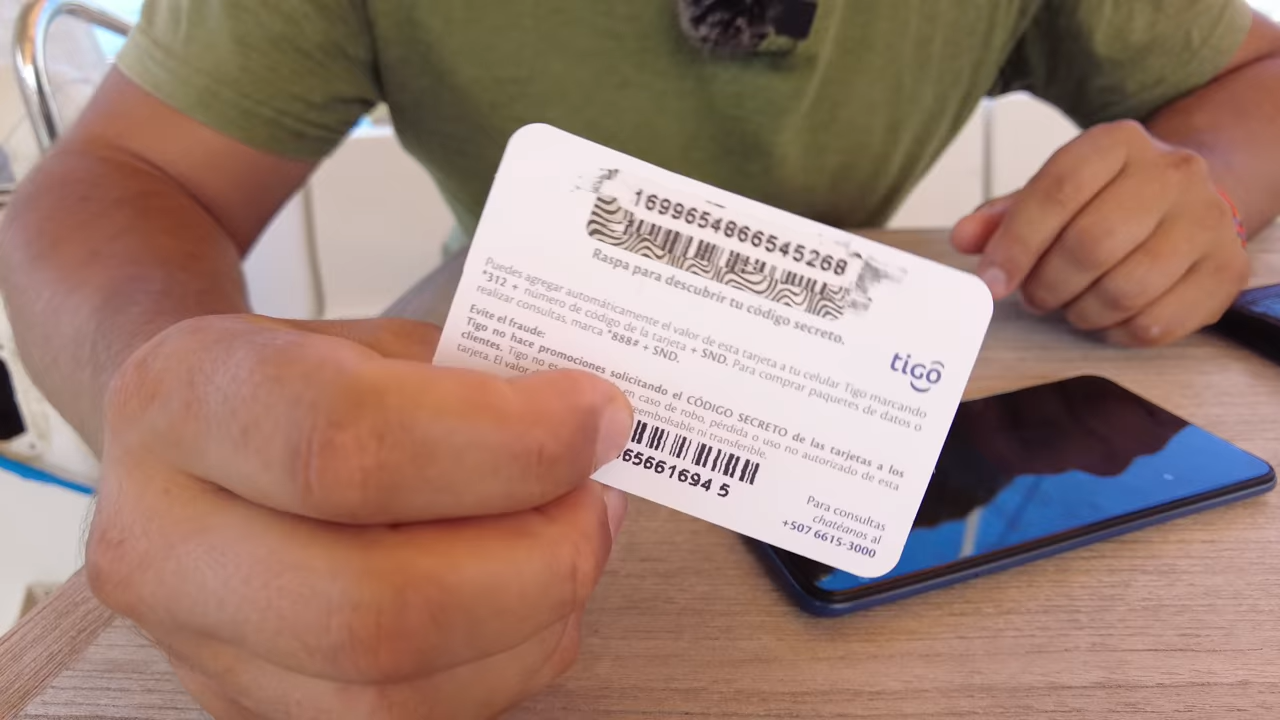 1699654866545268
Raspa para descubrir tu código secreto.
Puedes agregar automáticamente el valor de esta tarjeta a tu celular Tigo marcando
*312 + número de código de la tarjeta + SND. Para comprar paquetes de datos o
realizar consultas, marca *888# + SND.
tigo
Evite el fraude:
Tigo no hace promociones solicitando el CÓDIGO SECRETO de las tarjetas a los
clientes. Tigo no es en caso de robo, pérdida o uso no autorizado de esta
tarjeta. El valor reembolsable ni transferible.
65661694 5
Para consultas
chatéanos al
+507 6615-3000